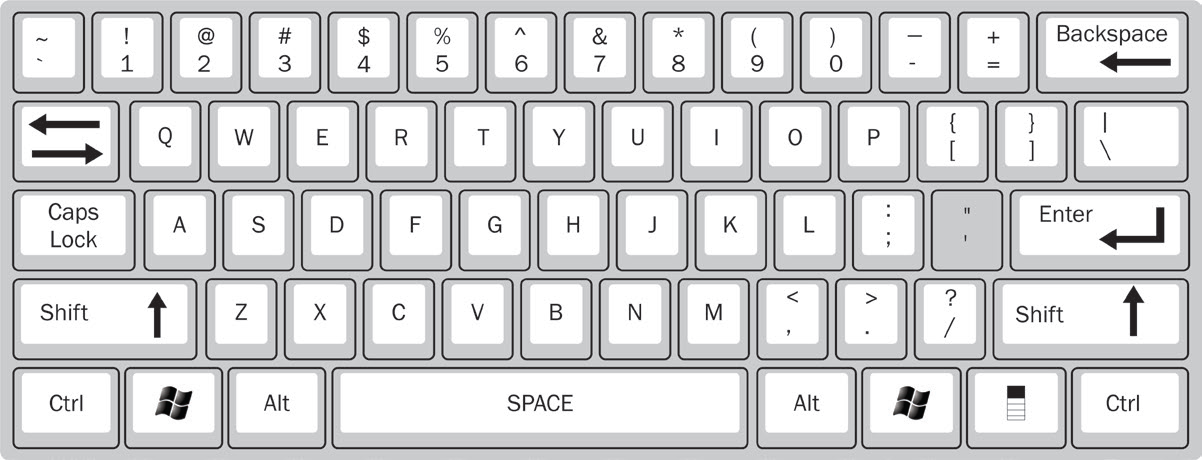 ~ ! @ # $ % ^ & * ( ) — + Backspace
` 1 2 3 4 5 6 7 8 9 0 - =
Q W E R T Y U I O P { } |
[ ] \
Caps
Lock
A S D F G H J K L : " Enter
; '
Shift Z X C V B N M < > ? Shift
, . /
Ctrl Alt SPACE Alt Ctrl